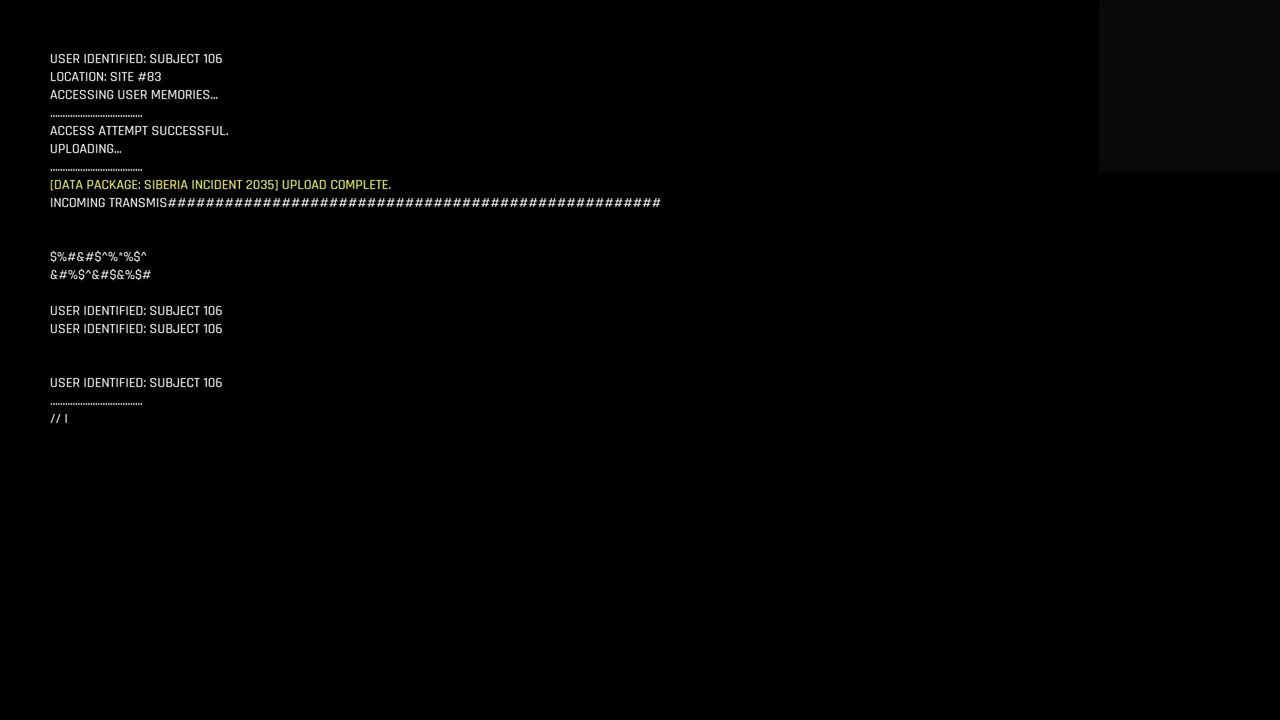 USER IDENTIFIED: SUBJECT 106
LOCATION: SITE #83
ACCESSING USER MEMORIES...
.....................................
ACCESS ATTEMPT SUCCESSFUL.
UPLOADING...
.....................................
[DATA PACKAGE: SIBERIA INCIDENT 2035] UPLOAD COMPLETE.
INCOMING TRANSMIS####################################################
$%#&#$^%*%$^
&#%$^&#$&%$#
USER IDENTIFIED: SUBJECT 106
USER IDENTIFIED: SUBJECT 106
USER IDENTIFIED: SUBJECT 106
.....................................
// |